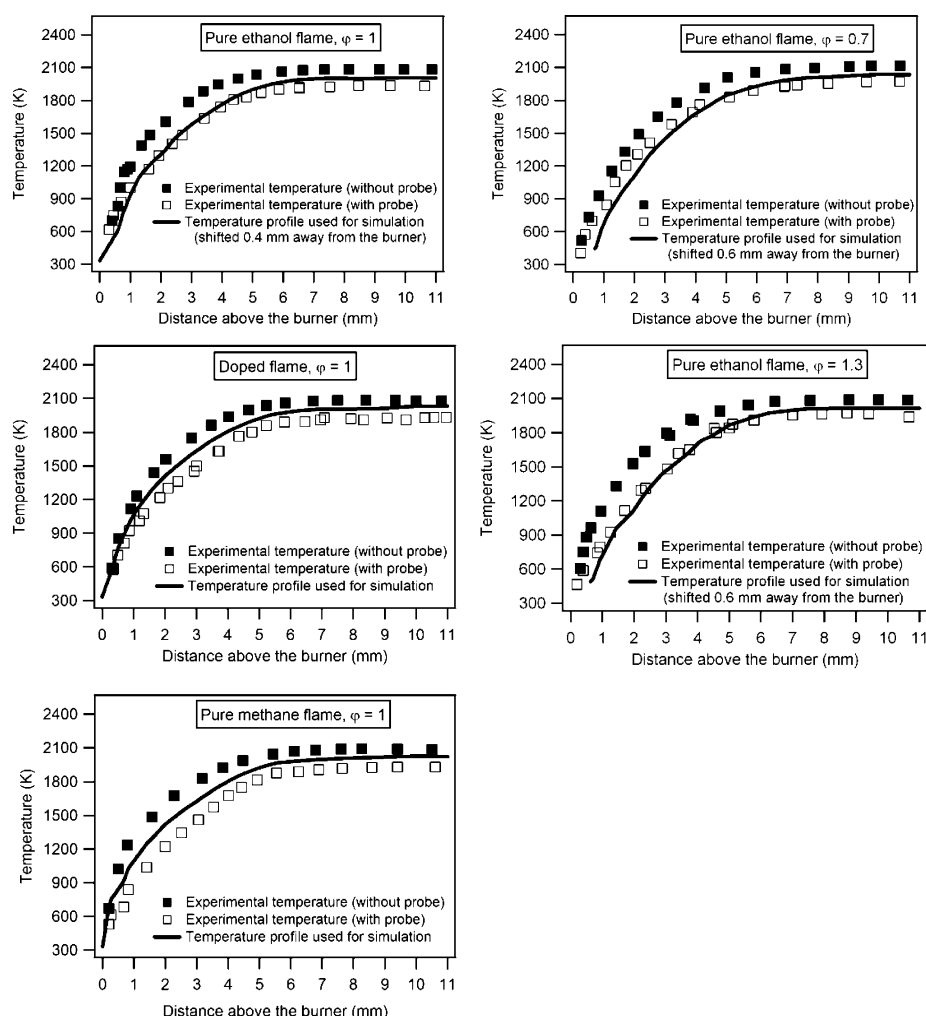 Pure ethanol flame, φ = 1
Temperature (K)
2400
2100
1800
1500
1200
900
600
300
Experimental temperature (without probe)
Experimental temperature (with probe)
Temperature profile used for simulation
(shifted 0.4 mm away from the burner)
0 1 2 3 4 5 6 7 8 9 10 11
Distance above the burner (mm)
Pure ethanol flame, φ = 0.7
Temperature (K)
2400
2100
1800
1500
1200
900
600
300
Experimental temperature (without probe)
Experimental temperature (with probe)
Temperature profile used for simulation
(shifted 0.6 mm away from the burner)
0 1 2 3 4 5 6 7 8 9 10 11
Distance above the burner (mm)
Doped flame, φ = 1
Temperature (K)
2400
2100
1800
1500
1200
900
600
300
Experimental temperature (without probe)
Experimental temperature (with probe)
Temperature profile used for simulation
0 1 2 3 4 5 6 7 8 9 10 11
Distance above the burner (mm)
Pure ethanol flame, φ = 1.3
Temperature (K)
2400
2100
1800
1500
1200
900
600
300
Experimental temperature (without probe)
Experimental temperature (with probe)
Temperature profile used for simulation
(shifted 0.6 mm away from the burner)
0 1 2 3 4 5 6 7 8 9 10 11
Distance above the burner (mm)
Pure methane flame, φ = 1
Temperature (K)
2400
2100
1800
1500
1200
900
600
300
Experimental temperature (without probe)
Experimental temperature (with probe)
Temperature profile used for simulation
0 1 2 3 4 5 6 7 8 9 10 11
Distance above the burner (mm)